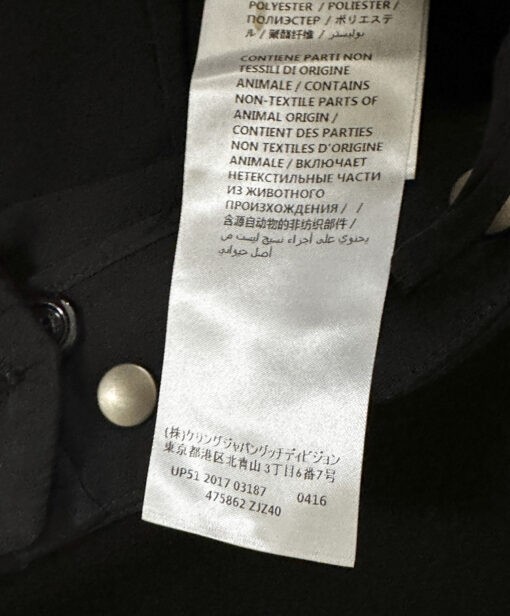 POLYESTER / POLIESTER /
ПОЛИЭСТЕР / ポリエステ
ル / 聚酯纤维 / بوليستر
CONTIENE PARTI NON
TESSILI DI ORIGINE
ANIMALE / CONTAINS
NON-TEXTILE PARTS OF
ANIMAL ORIGIN /
CONTIENT DES PARTIES
NON TEXTILES D'ORIGINE
ANIMALE / ВКЛЮЧАЕТ
НЕТЕКСТИЛЬНЫЕ ЧАСТИ
ИЗ ЖИВОТНОГО
ПРОИЗХОЖДЕНИЯ / /
含源自动物的非纺织部件 /
يحتوي على أجزاء نسيج ليست من
أصل حيواني
(株)ケリングジャパングッチディビジョン
東京都港区北青山3丁目6番7号
UP51 2017 03187 0416
475862 ZJZ40